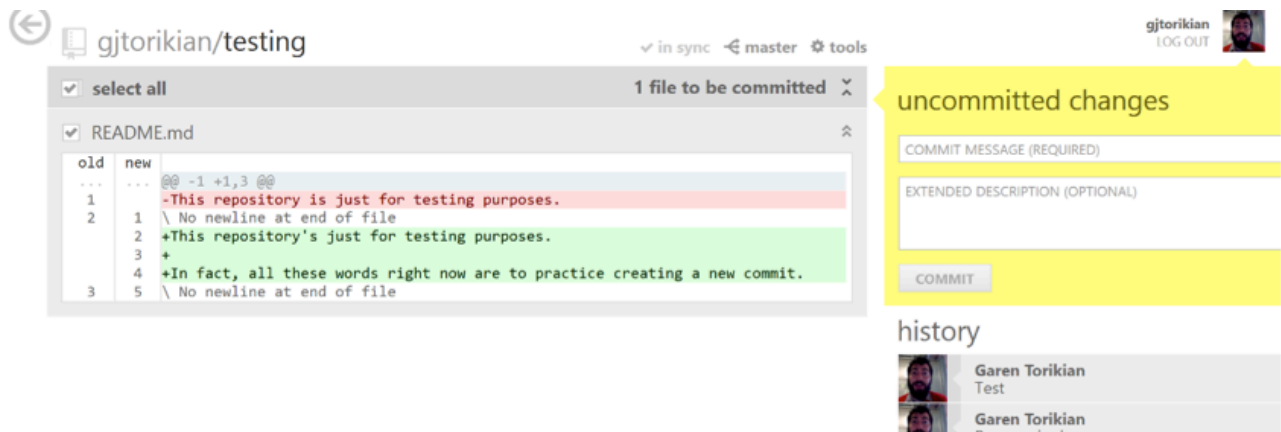 gjtorikian/testing
in sync master tools
gjtorikian
LOG OUT
select all 1 file to be committed
README.md
old new
... ... @@ -1 +1,3 @@
1 -This repository is just for testing purposes.
2 1 \ No newline at end of file
2 +This repository's just for testing purposes.
3 +
4 +In fact, all these words right now are to practice creating a new commit.
3 5 \ No newline at end of file
uncommitted changes
COMMIT MESSAGE (REQUIRED)
EXTENDED DESCRIPTION (OPTIONAL)
COMMIT
history
Garen Torikian
Test
Garen Torikian